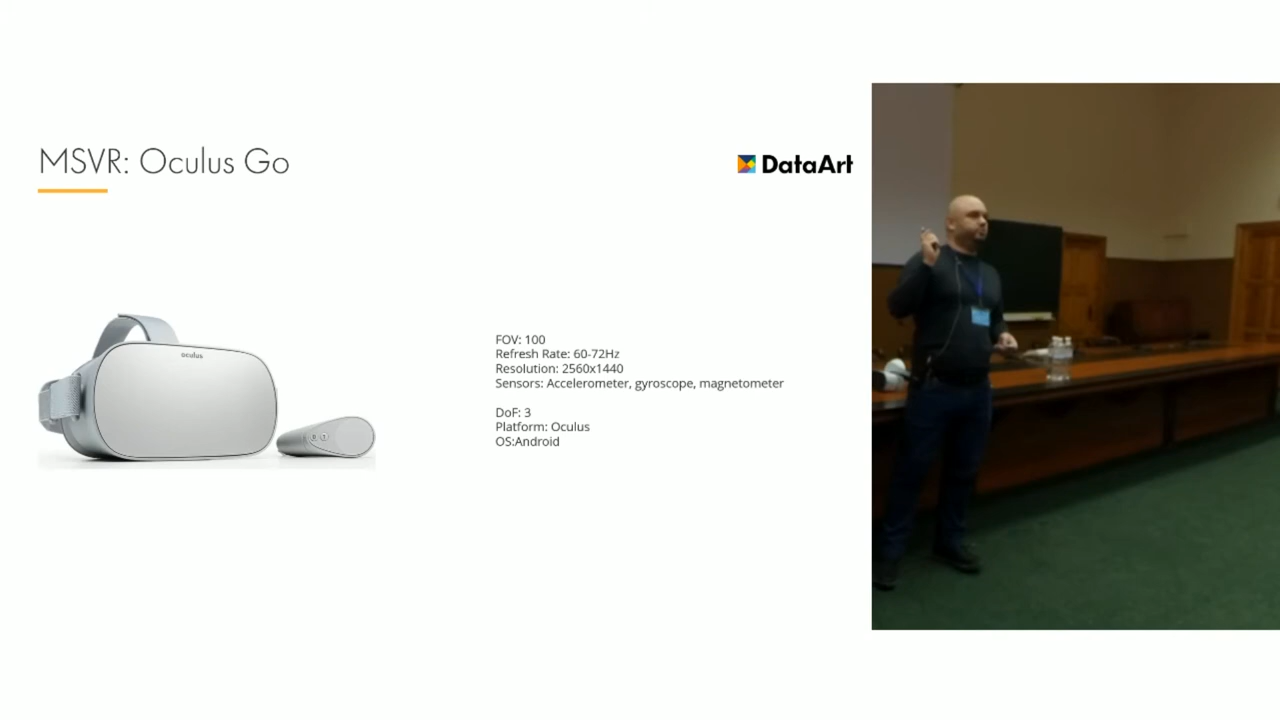 MSVR: Oculus Go
DataArt
oculus
FOV: 100
Refresh Rate: 60-72Hz
Resolution: 2560x1440
Sensors: Accelerometer, gyroscope, magnetometer
DoF: 3
Platform: Oculus
OS:Android